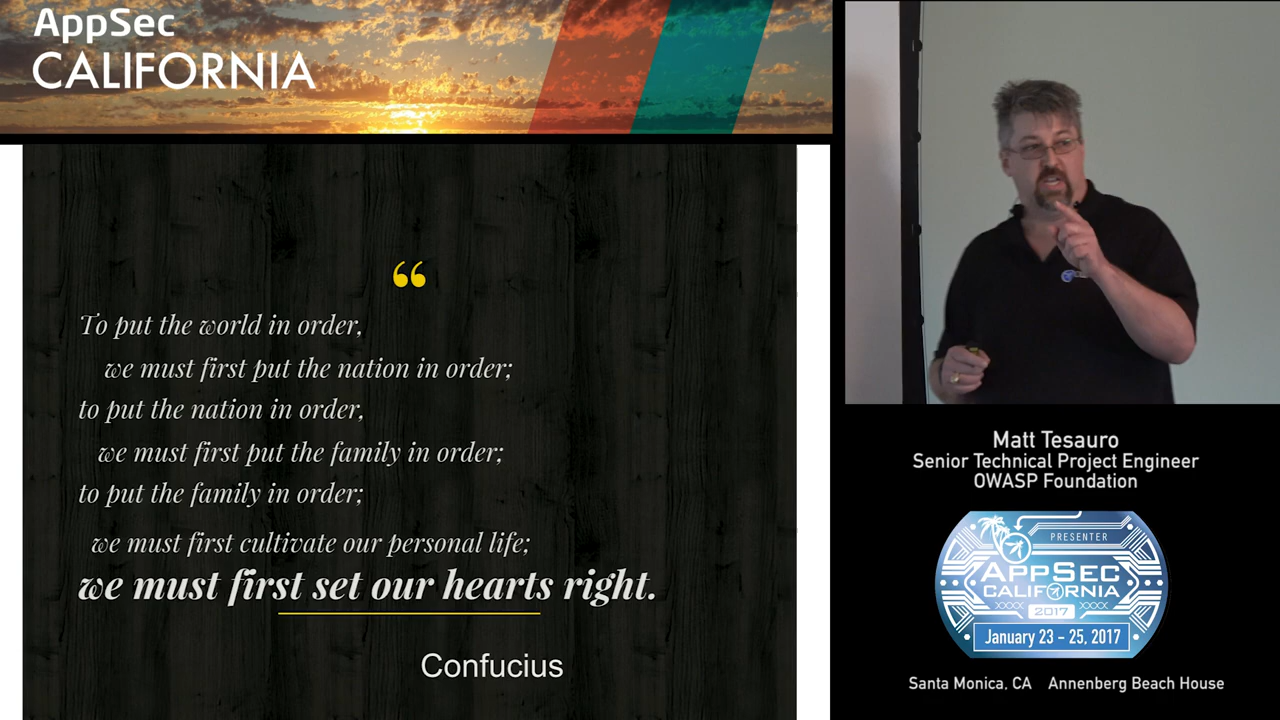 AppSec
CALIFORNIA
“
To put the world in order,
we must first put the nation in order;
to put the nation in order,
we must first put the family in order;
to put the family in order;
we must first cultivate our personal life;
we must first set our hearts right.
Confucius
Matt Tesauro
Senior Technical Project Engineer
OWASP Foundation
PRESENTER
APPSEC
CALIFORNIA
XXXX 2017 XXXX
January 23 - 25, 2017
Santa Monica, CA Annenberg Beach House